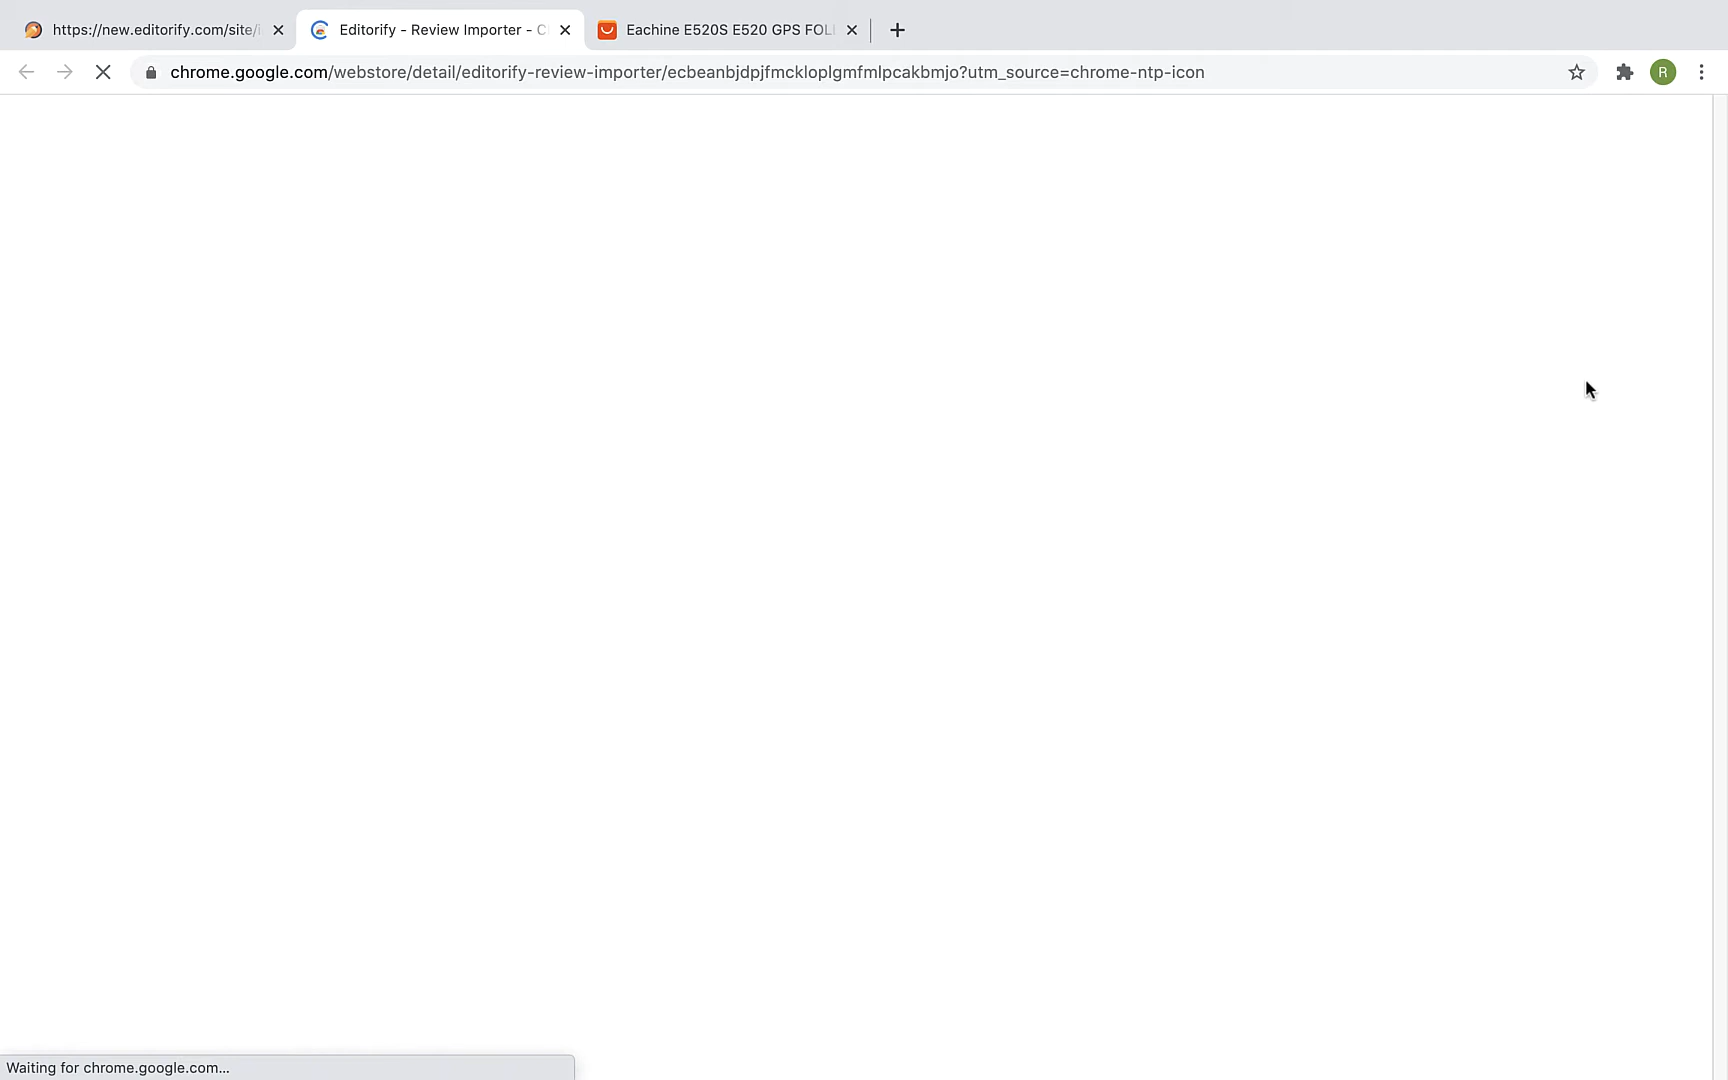 https://new.editorify.com/site/
Editorify - Review Importer - C
Eachine E520S E520 GPS FOLL
chrome.google.com/webstore/detail/editorify-review-importer/ecbeanbjdpjfmckloplgmfmlpcakbmjo?utm_source=chrome-ntp-icon
R
Waiting for chrome.google.com...